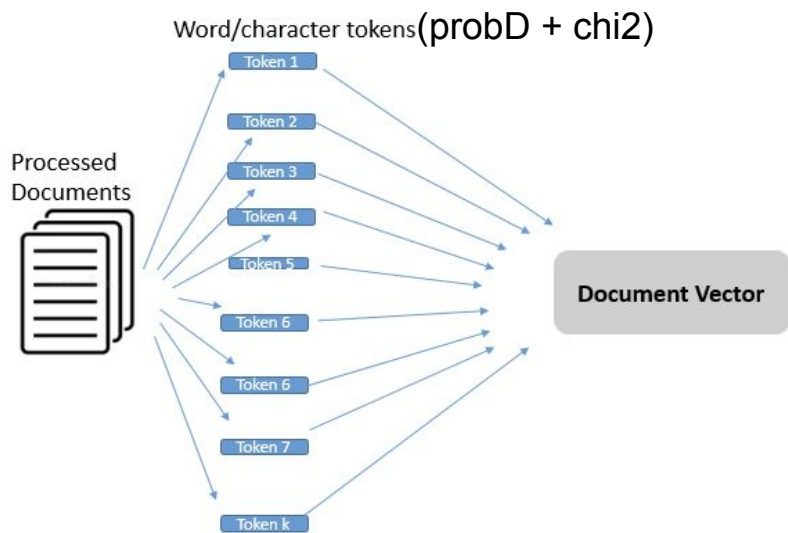 Word/character tokens(probD + chi2)
Token 1
Token 2
Processed
Documents
Token 3
Token 4
Token 5
Document Vector
Token 6
Token 6
Token 7
Token k